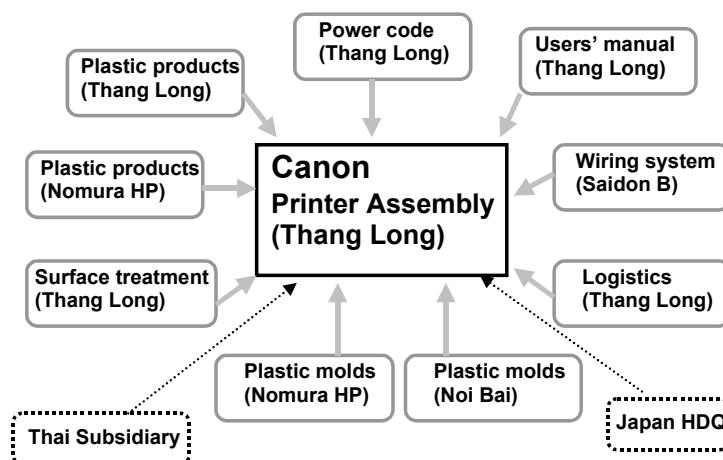 Power code
(Thang Long)
Users' manual
(Thang Long)
Plastic products
(Thang Long)
Canon
Printer Assembly
(Thang Long)
Plastic products
(Nomura HP)
Wiring system
(Saidon B)
Surface treatment
(Thang Long)
Logistics
(Thang Long)
Plastic molds
(Nomura HP)
Plastic molds
(Noi Bai)
Thai Subsidiary
Japan HDQ